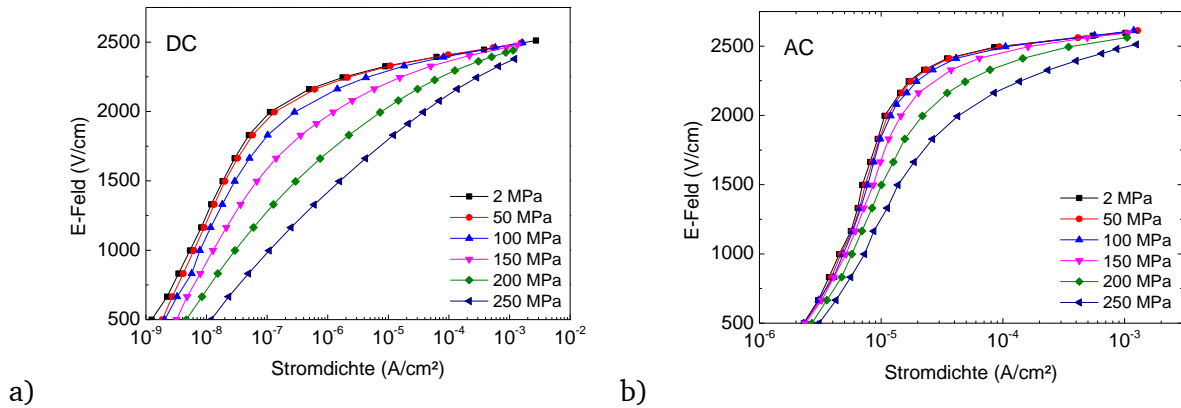 DC
E-Feld (V/cm)
2500
2000
1500
1000
500
10⁻⁹ 10⁻⁸ 10⁻⁷ 10⁻⁶ 10⁻⁵ 10⁻⁴ 10⁻³ 10⁻²
Stromdichte (A/cm²)
2 MPa
50 MPa
100 MPa
150 MPa
200 MPa
250 MPa
a)
AC
E-Feld (V/cm)
2500
2000
1500
1000
500
10⁻⁶ 10⁻⁵ 10⁻⁴ 10⁻³
Stromdichte (A/cm²)
2 MPa
50 MPa
100 MPa
150 MPa
200 MPa
250 MPa
b)